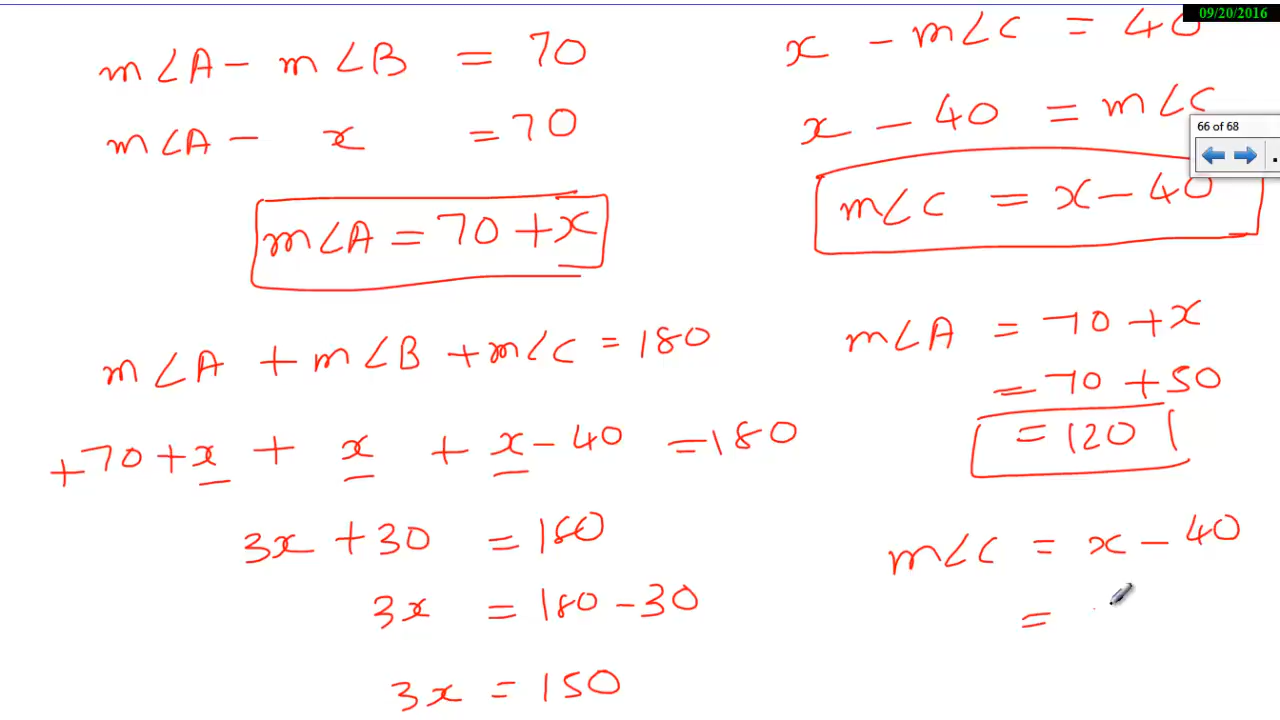 09/20/2016
m∠A − m∠B = 70
m∠A − x = 70
m∠A = 70 + x
m∠A + m∠B + m∠C = 180
+70 + x + x + x − 40 = 180
3x + 30 = 180
3x = 180 − 30
3x = 150
x − m∠C = 40
x − 40 = m∠C
66 of 68
m∠C = x − 40
m∠A = 70 + x
= 70 + 50
= 120
m∠C = x − 40
=